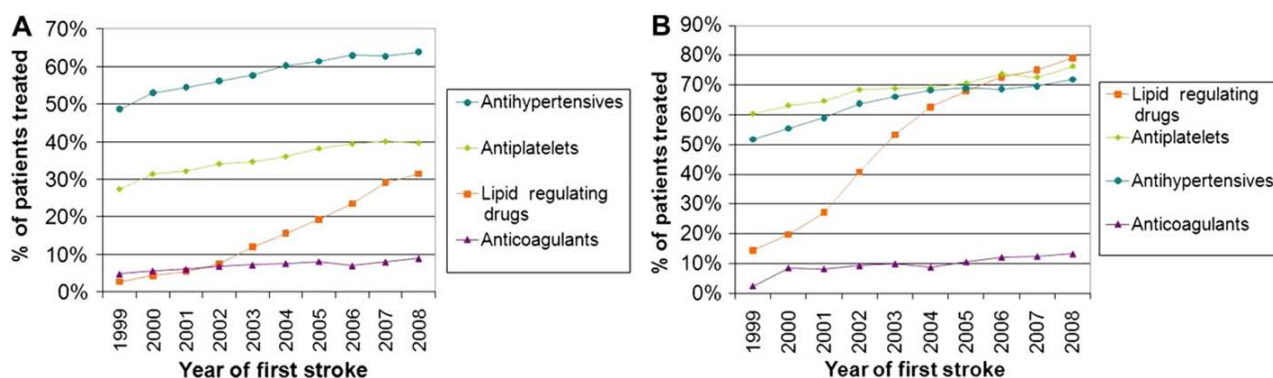 A
% of patients treated
70%
60%
50%
40%
30%
20%
10%
0%
1999
2000
2001
2002
2003
2004
2005
2006
2007
2008
Year of first stroke
Antihypertensives
Antiplatelets
Lipid regulating
drugs
Anticoagulants
B
% of patients treated
90%
80%
70%
60%
50%
40%
30%
20%
10%
0%
1999
2000
2001
2002
2003
2004
2005
2006
2007
2008
Year of first stroke
Lipid regulating
drugs
Antiplatelets
Antihypertensives
Anticoagulants